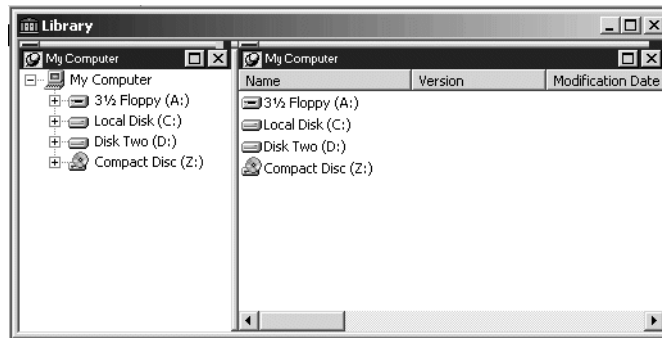 Library
My Computer
My Computer
3½ Floppy (A:)
Local Disk (C:)
Disk Two (D:)
Compact Disc (Z:)
My Computer
Name Version Modification Date
3½ Floppy (A:)
Local Disk (C:)
Disk Two (D:)
Compact Disc (Z:)